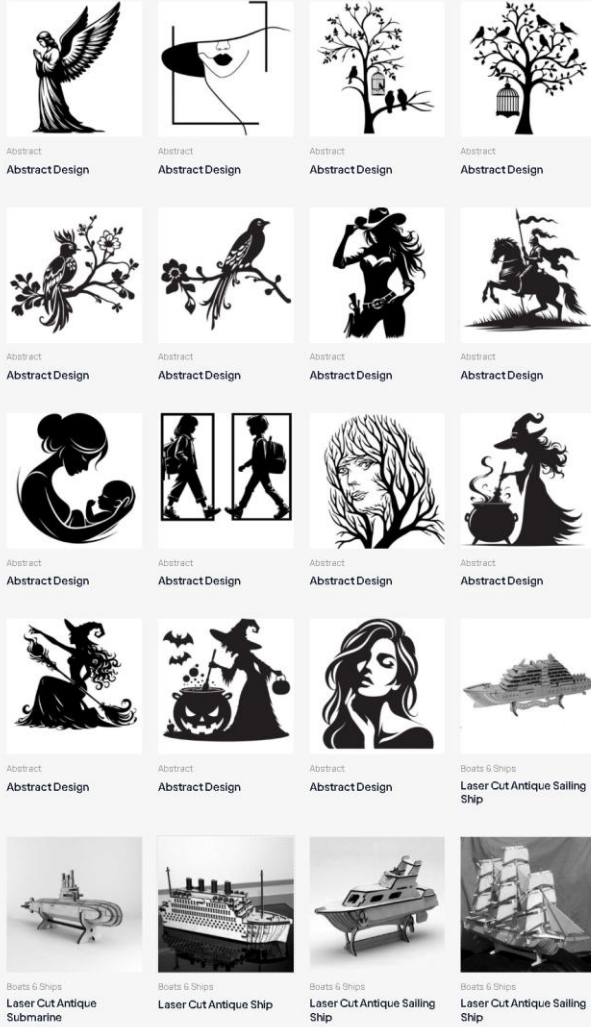 Abstract
Abstract
Abstract
Abstract
Abstract Design
Abstract Design
Abstract Design
Abstract Design
Abstract
Abstract
Abstract
Abstract
Abstract Design
Abstract Design
Abstract Design
Abstract Design
Abstract
Abstract
Abstract
Abstract
Abstract Design
Abstract Design
Abstract Design
Abstract Design
Abstract
Abstract
Abstract
Boats & Ships
Abstract Design
Abstract Design
Abstract Design
Laser Cut Antique Sailing
Ship
Boats & Ships
Boats & Ships
Boats & Ships
Boats & Ships
Laser Cut Antique
Submarine
Laser Cut Antique Ship
Laser Cut Antique Sailing
Ship
Laser Cut Antique Sailing
Ship